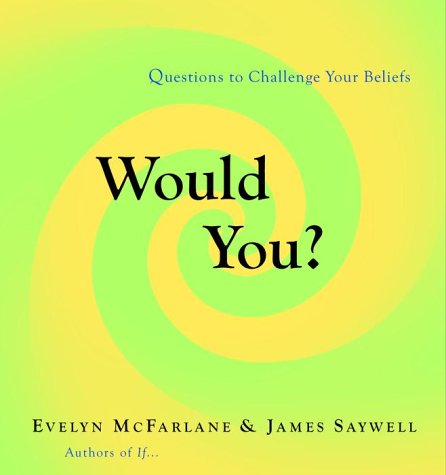 Questions to Challenge Your Beliefs
Would
You?
Evelyn McFarlane & James Saywell
Authors of If...